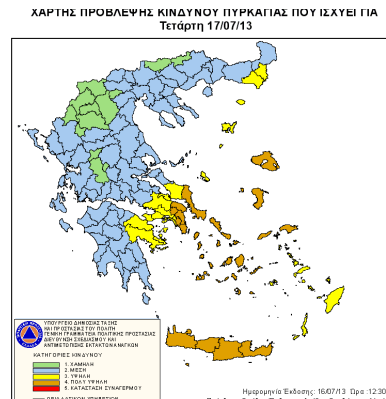 ΧΑΡΤΗΣ ΠΡΟΒΛΕΨΗΣ ΚΙΝΔΥΝΟΥ ΠΥΡΚΑΓΙΑΣ ΠΟΥ ΙΣΧΥΕΙ ΓΙΑ
Τετάρτη 17/07/13
ΥΠΟΥΡΓΕΙΟ ΔΗΜΟΣΙΑΣ ΤΑΞΗΣ
ΚΑΙ ΠΡΟΣΤΑΣΙΑΣ ΤΟΥ ΠΟΛΙΤΗ
ΓΕΝΙΚΗ ΓΡΑΜΜΑΤΕΙΑ ΠΟΛΙΤΙΚΗΣ ΠΡΟΣΤΑΣΙΑΣ
ΔΙΕΥΘΥΝΣΗ ΣΧΕΔΙΑΣΜΟΥ ΚΑΙ
ΑΝΤΙΜΕΤΩΠΙΣΗΣ ΕΚΤΑΚΤΩΝ ΑΝΑΓΚΩΝ
ΚΑΤΗΓΟΡΙΕΣ ΚΙΝΔΥΝΟΥ
1. ΧΑΜΗΛΗ
2. ΜΕΣΗ
3. ΥΨΗΛΗ
4. ΠΟΛΥ ΥΨΗΛΗ
5. ΚΑΤΑΣΤΑΣΗ ΣΥΝΑΓΕΡΜΟΥ
Ημερομηνία Έκδοσης: 16/07/13 Ώρα :12:30